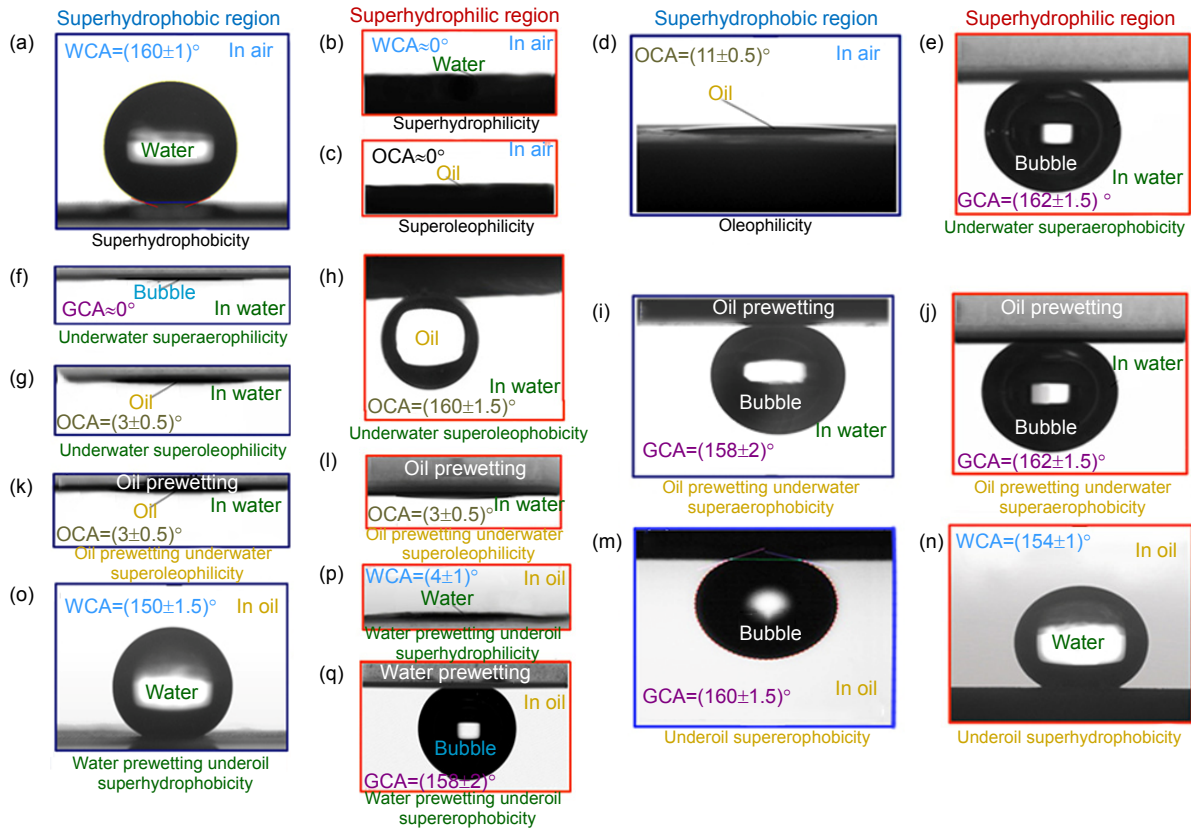 Superhydrophobic region
Superhydrophilic region
Superhydrophobic region
Superhydrophilic region
(a)
WCA=(160±1)° In air
Water
Superhydrophobicity
(b)
WCA≈0° In air
Water
Superhydrophilicity
(c)
OCA≈0° In air
Oil
Superoleophilicity
(d)
OCA=(11±0.5)° In air
Oil
Oleophilicity
(e)
Bubble
In water
GCA=(162±1.5) °
Underwater superaerophobicity
(f)
Bubble
GCA≈0° In water
Underwater superaerophilicity
(g)
Oil In water
OCA=(3±0.5)°
Underwater superoleophilicity
(h)
Oil
In water
OCA=(160±1.5)°
Underwater superoleophobicity
(i)
Oil prewetting
Bubble
In water
GCA=(158±2)°
Oil prewetting underwater
superaerophobicity
(j)
Oil prewetting
In water
Bubble
GCA=(162±1.5)°
Oil prewetting underwater
superaerophobicity
(k)
Oil prewetting
Oil In water
OCA=(3±0.5)°
Oil prewetting underwater
superoleophilicity
(l)
Oil prewetting
In water
OCA=(3±0.5)°
Oil prewetting underwater
superoleophilicity
(m)
Bubble
In oil
GCA=(160±1.5)°
Underoil supererophobicity
(n)
WCA=(154±1)°
In oil
Water
Underoil superhydrophobicity
(o)
WCA=(150±1.5)° In oil
Water
Water prewetting underoil
superhydrophobicity
(p)
WCA=(4±1)° In oil
Water
Water prewetting underoil
superhydrophilicity
(q)
Water prewetting
In oil
Bubble
GCA=(158±2)°
Water prewetting underoil
supererophobicity